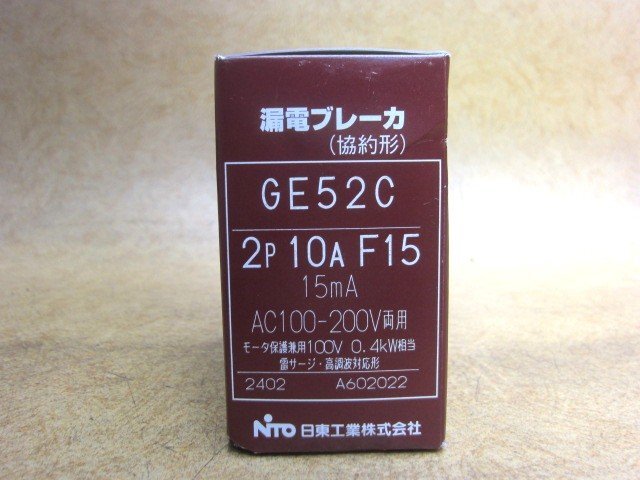 漏電ブレーカ
(協約形)
GE52C
2P 10A F15
15mA
AC100-200V両用
モータ保護兼用100V 0.4kW相当
雷サージ・高調波対応形
2402 A602022
NITO 日東工業株式会社